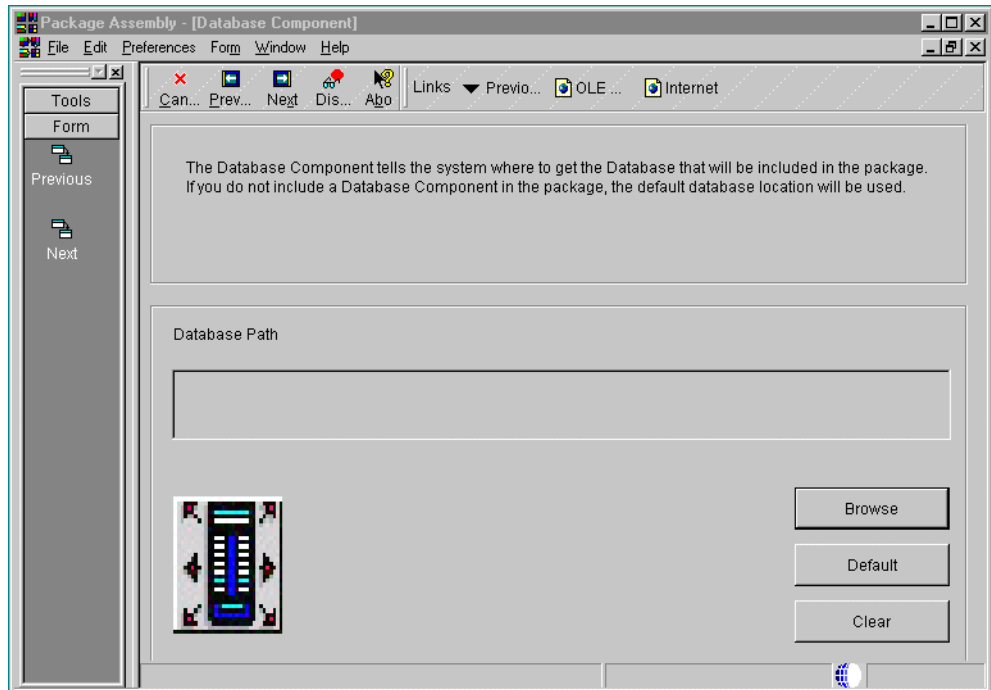 Package Assembly - [Database Component]
File Edit Preferences Form Window Help
Tools
Form
Previous
Next
Can... Prev... Next Dis... Abo Links Previo... OLE ... Internet
The Database Component tells the system where to get the Database that will be included in the package.
If you do not include a Database Component in the package, the default database location will be used.
Database Path
Browse
Default
Clear